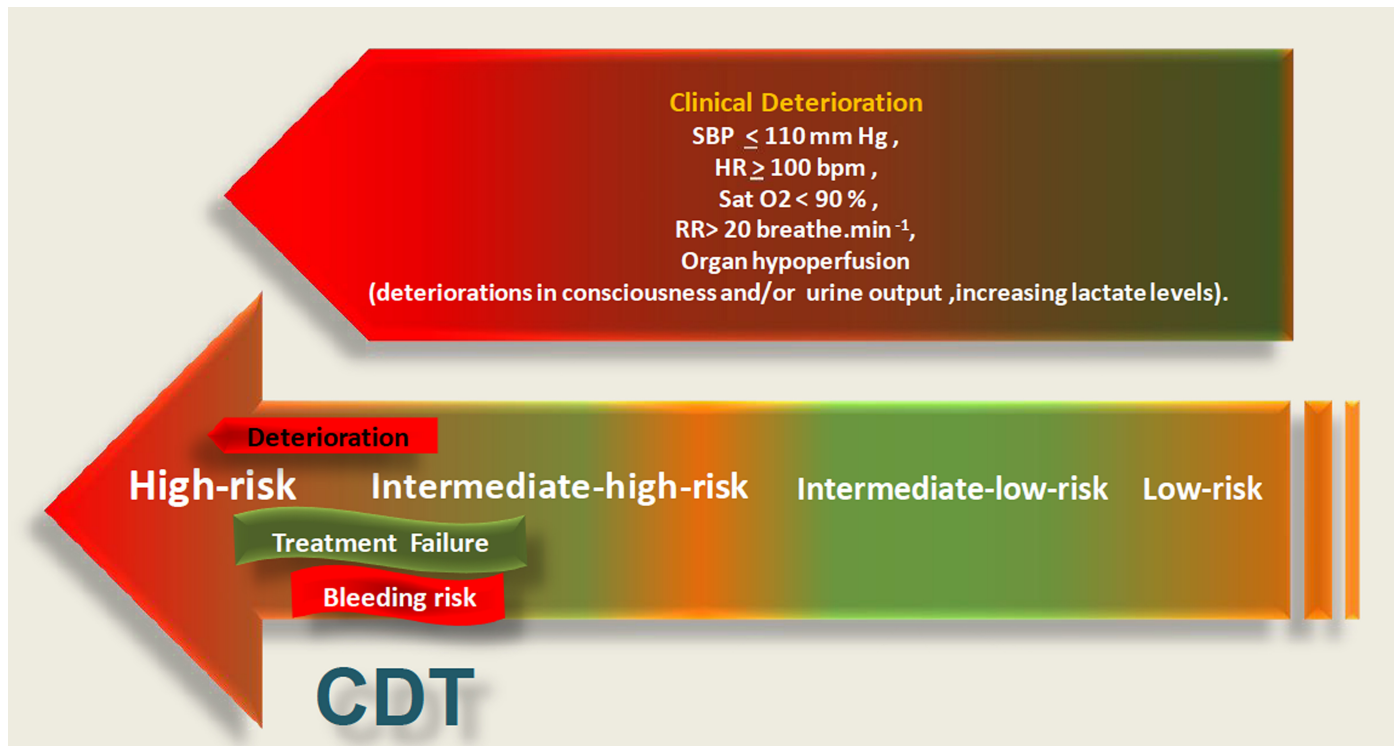 Clinical Deterioration
SBP ≤ 110 mm Hg ,
HR ≥ 100 bpm ,
Sat O2 < 90 % ,
RR> 20 breathe.min -1,
Organ hypoperfusion
(deteriorations in consciousness and/or urine output ,increasing lactate levels).
Deterioration
High-risk Intermediate-high-risk Intermediate-low-risk Low-risk
Treatment Failure
Bleeding risk
CDT